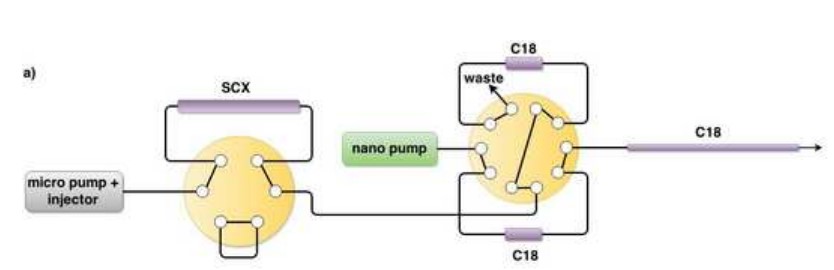 a)
SCX
micro pump +
injector
nano pump
C18
waste
C18
C18